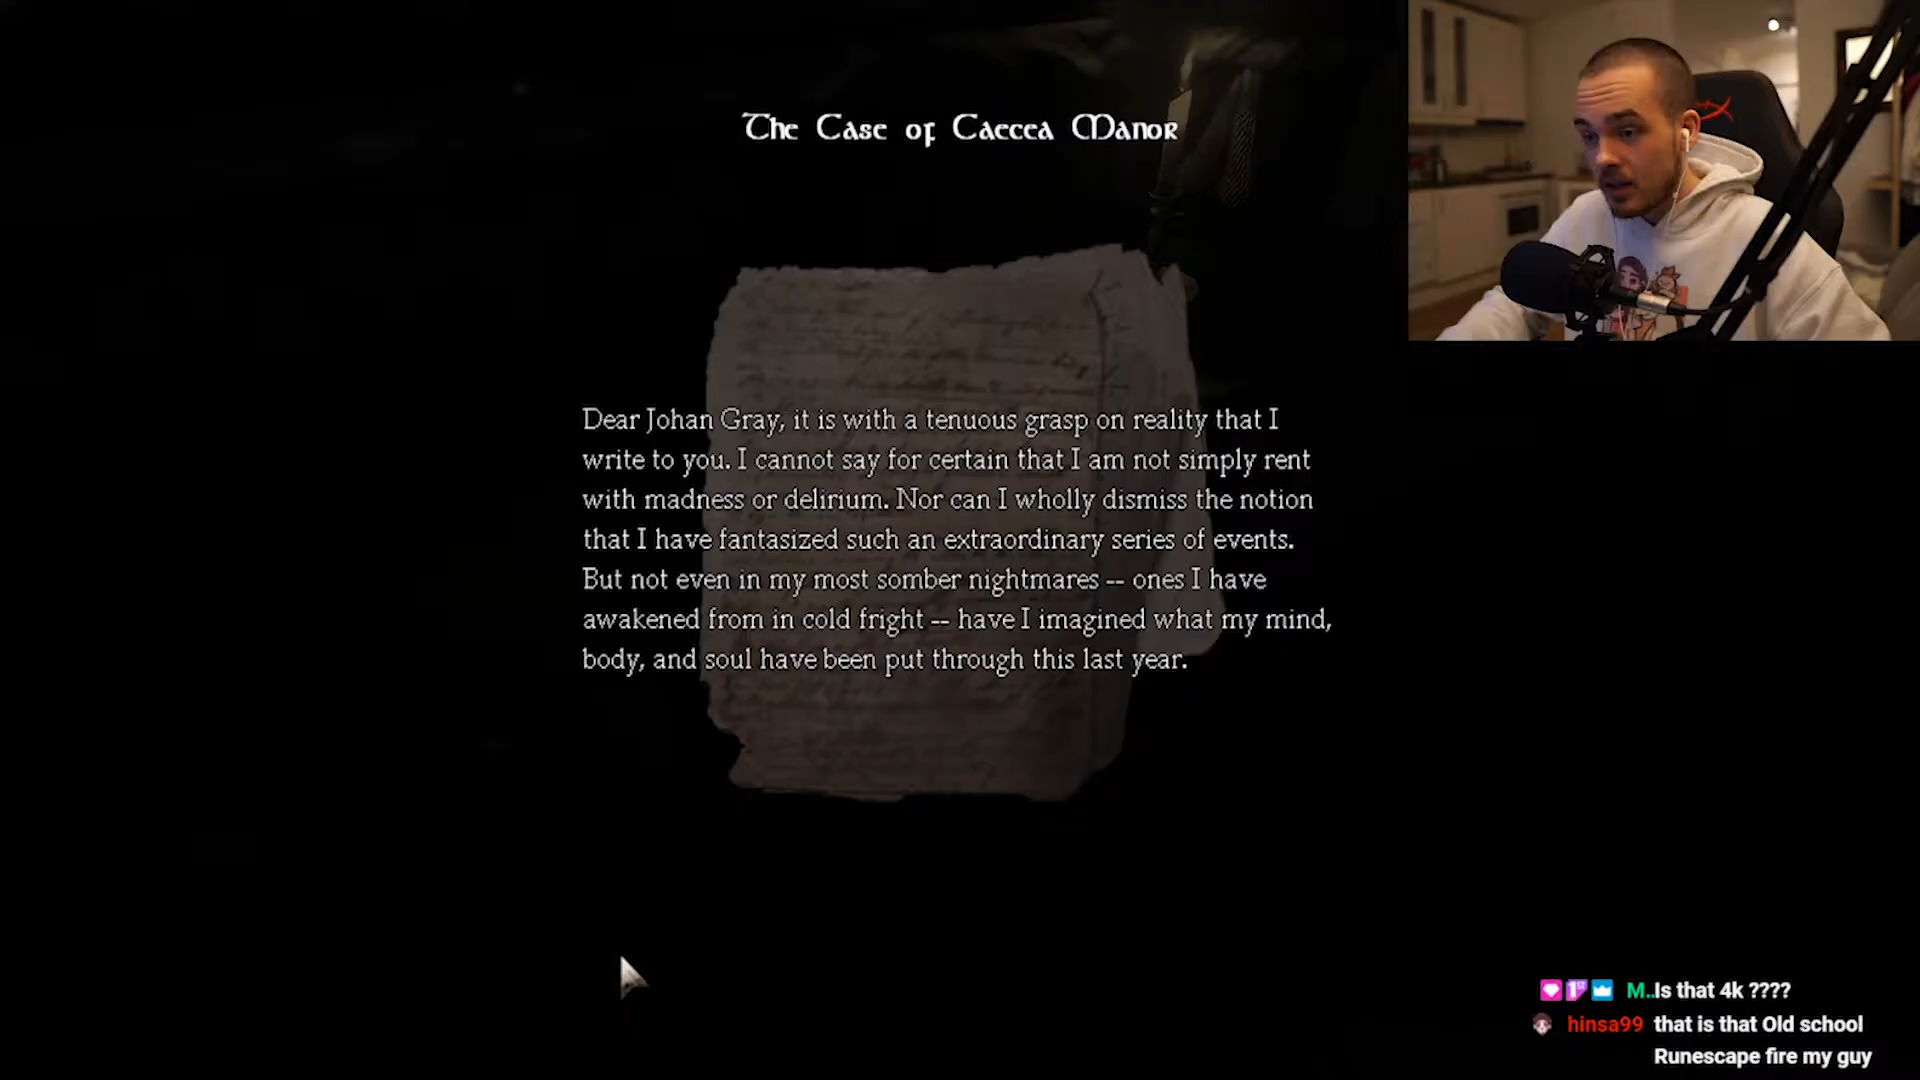 The Case of Caecea Manor
Dear Johan Gray, it is with a tenuous grasp on reality that I
write to you. I cannot say for certain that I am not simply rent
with madness or delirium. Nor can I wholly dismiss the notion
that I have fantasized such an extraordinary series of events.
But not even in my most somber nightmares -- ones I have
awakened from in cold fright -- have I imagined what my mind,
body, and soul have been put through this last year.
M..Is that 4k ????
hinsa99 that is that Old school
Runescape fire my guy